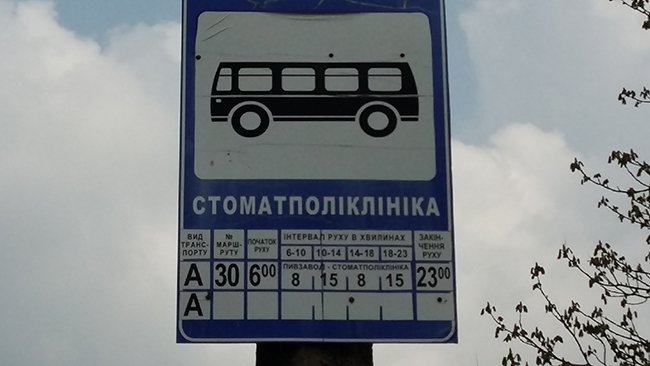 СТОМАТПОЛІКЛІНІКА
ВИД ТРАНС- ПОРТУ № МАРШ- РУТУ ПОЧАТОК РУХУ ІНТЕРВАЛ РУХУ В ХВИЛИНАХ ЗАКІН- ЧЕННЯ РУХУ
6-10 10-14 14-18 18-23
ПИВЗАВОД - СТОМАТПОЛІКЛІНІКА
А 30 600 8 15 8 15 2300
А